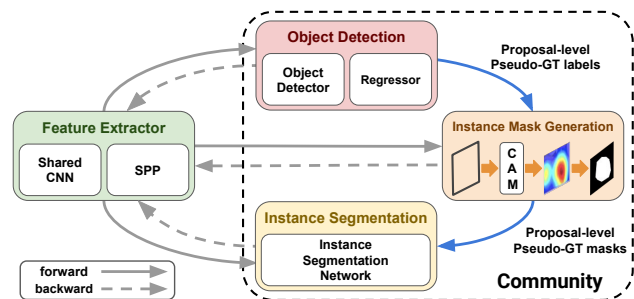 Object Detection
Object
Detector
Regressor
Proposal-level
Pseudo-GT labels
Feature Extractor
Shared
CNN
SPP
Instance Mask Generation
C
A
M
Instance Segmentation
Instance
Segmentation
Network
Proposal-level
Pseudo-GT masks
forward
backward
Community